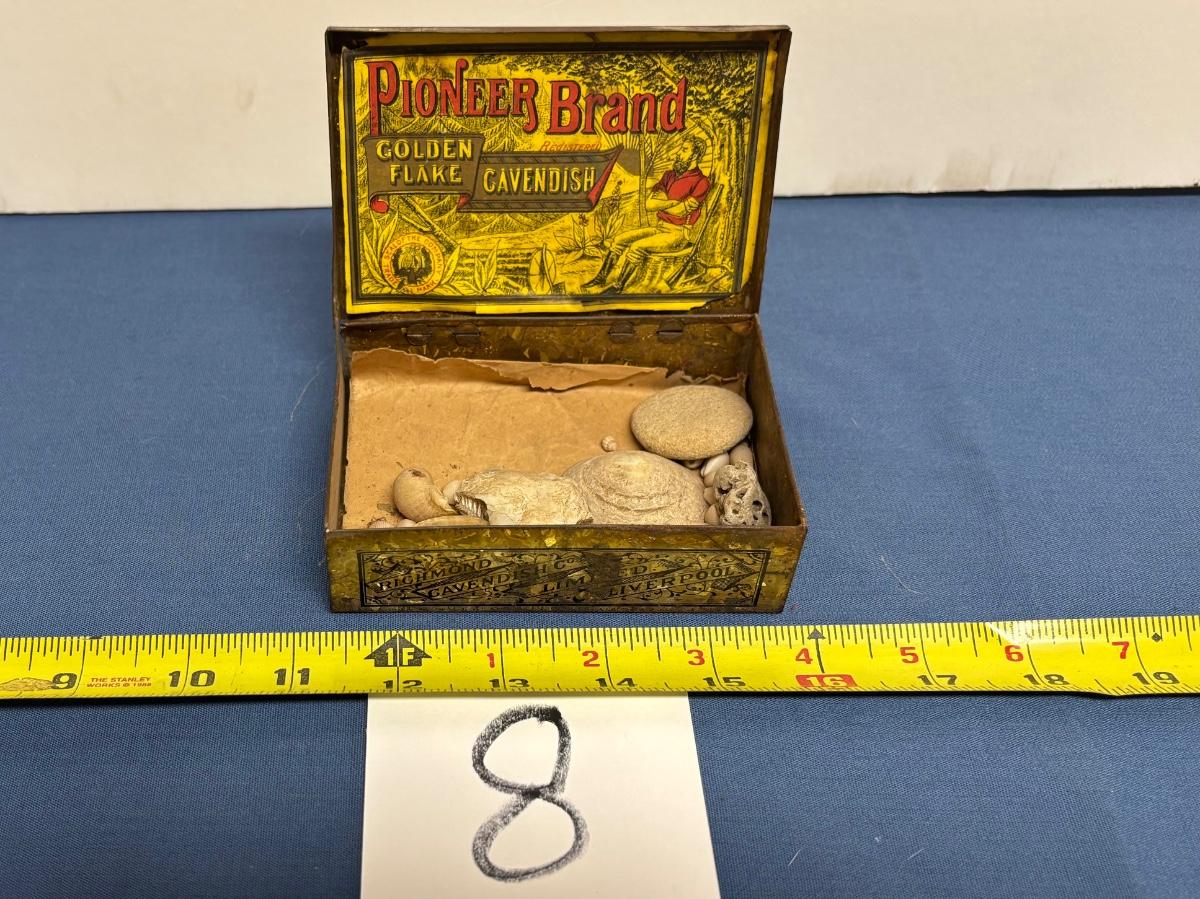 PIONEER Brand
REGISTERED
GOLDEN
FLAKE
CAVENDISH
RICHMOND
CAVENDISH Co
LIMITED
LIVERPOOL
1F 1 2 3 4 5 6 7
9 THE STANLEY
WORKS © 1988 10 11 12 13 14 15 16 17 18 19
8